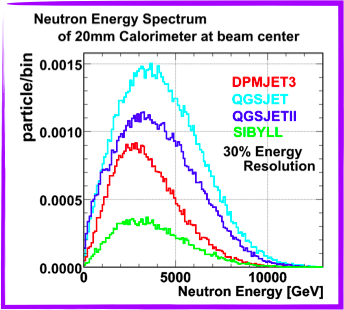 Neutron Energy Spectrum
of 20mm Calorimeter at beam center
particle/bin
0.0015
0.0010
0.0005
0.0000
DPMJET3
QGSJET
QGSJETII
SIBYLL
30% Energy
Resolution
0
5000
10000
Neutron Energy [GeV]